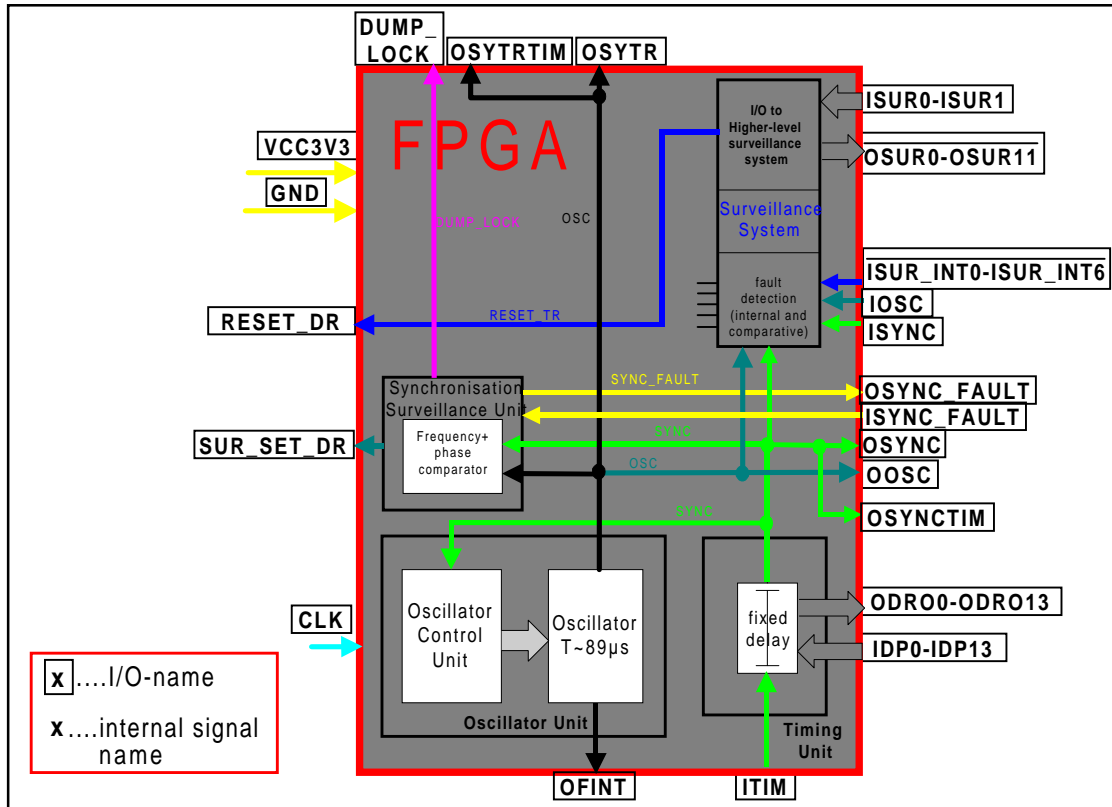 DUMP_
LOCK
OSYTRTIM
OSYTR
FPGA
VCC3V3
GND
DUMP_LOCK
OSC
I/O to
Higher-level
surveillance
system
Surveillance
System
fault
detection
(internal and
comparative)
ISUR0-ISUR1
OSUR0-OSUR11
ISUR_INT0-ISUR_INT6
IOSC
ISYNC
RESET_DR
RESET_TR
Synchronisation
Surveillance Unit
Frequency+
phase
comparator
SYNC_FAULT
OSYNC_FAULT
ISYNC_FAULT
SUR_SET_DR
SYNC
OSYNC
OSC
OOSC
SYNC
OSYNCTIM
Oscillator
Control
Unit
Oscillator
T~89µs
Oscillator Unit
fixed
delay
Timing
Unit
ODRO0-ODRO13
IDP0-IDP13
CLK
x ....I/O-name
x ....internal signal
name
OFINT
ITIM